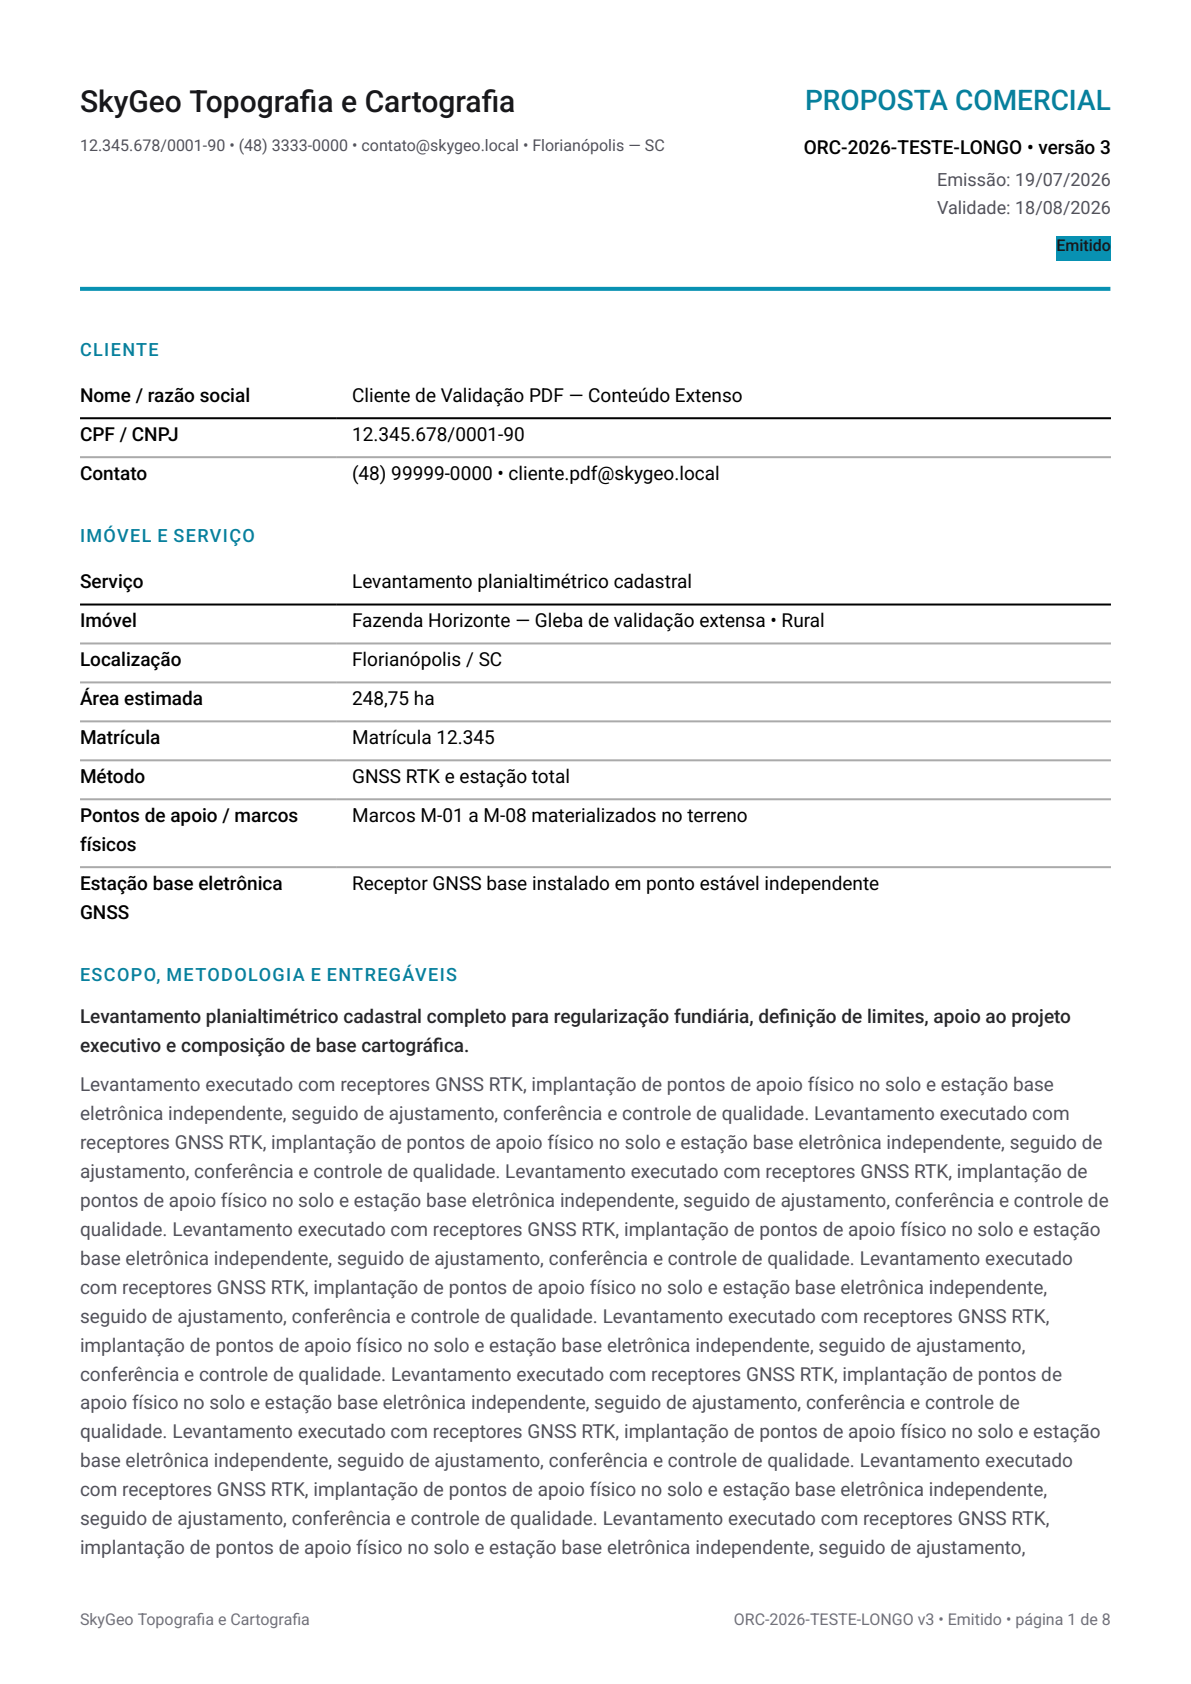 SkyGeo Topografia e Cartografia
12.345.678/0001-90 • (48) 3333-0000 • contato@skygeo.local • Florianópolis — SC
PROPOSTA COMERCIAL
ORC-2026-TESTE-LONGO • versão 3
Emissão: 19/07/2026
Validade: 18/08/2026
Emitido
CLIENTE
Nome / razão social Cliente de Validação PDF — Conteúdo Extenso
CPF / CNPJ 12.345.678/0001-90
Contato (48) 99999-0000 • cliente.pdf@skygeo.local
IMÓVEL E SERVIÇO
Serviço Levantamento planialtimétrico cadastral
Imóvel Fazenda Horizonte — Gleba de validação extensa • Rural
Localização Florianópolis / SC
Área estimada 248,75 ha
Matrícula Matrícula 12.345
Método GNSS RTK e estação total
Pontos de apoio / marcos Marcos M-01 a M-08 materializados no terreno
físicos
Estação base eletrônica Receptor GNSS base instalado em ponto estável independente
GNSS
ESCOPO, METODOLOGIA E ENTREGÁVEIS
Levantamento planialtimétrico cadastral completo para regularização fundiária, definição de limites, apoio ao projeto
executivo e composição de base cartográfica.
Levantamento executado com receptores GNSS RTK, implantação de pontos de apoio físico no solo e estação base
eletrônica independente, seguido de ajustamento, conferência e controle de qualidade. Levantamento executado com
receptores GNSS RTK, implantação de pontos de apoio físico no solo e estação base eletrônica independente, seguido de
ajustamento, conferência e controle de qualidade. Levantamento executado com receptores GNSS RTK, implantação de
pontos de apoio físico no solo e estação base eletrônica independente, seguido de ajustamento, conferência e controle de
qualidade. Levantamento executado com receptores GNSS RTK, implantação de pontos de apoio físico no solo e estação
base eletrônica independente, seguido de ajustamento, conferência e controle de qualidade. Levantamento executado
com receptores GNSS RTK, implantação de pontos de apoio físico no solo e estação base eletrônica independente,
seguido de ajustamento, conferência e controle de qualidade. Levantamento executado com receptores GNSS RTK,
implantação de pontos de apoio físico no solo e estação base eletrônica independente, seguido de ajustamento,
conferência e controle de qualidade. Levantamento executado com receptores GNSS RTK, implantação de pontos de
apoio físico no solo e estação base eletrônica independente, seguido de ajustamento, conferência e controle de
qualidade. Levantamento executado com receptores GNSS RTK, implantação de pontos de apoio físico no solo e estação
base eletrônica independente, seguido de ajustamento, conferência e controle de qualidade. Levantamento executado
com receptores GNSS RTK, implantação de pontos de apoio físico no solo e estação base eletrônica independente,
seguido de ajustamento, conferência e controle de qualidade. Levantamento executado com receptores GNSS RTK,
implantação de pontos de apoio físico no solo e estação base eletrônica independente, seguido de ajustamento,
SkyGeo Topografia e Cartografia
ORC-2026-TESTE-LONGO v3 • Emitido • página 1 de 8